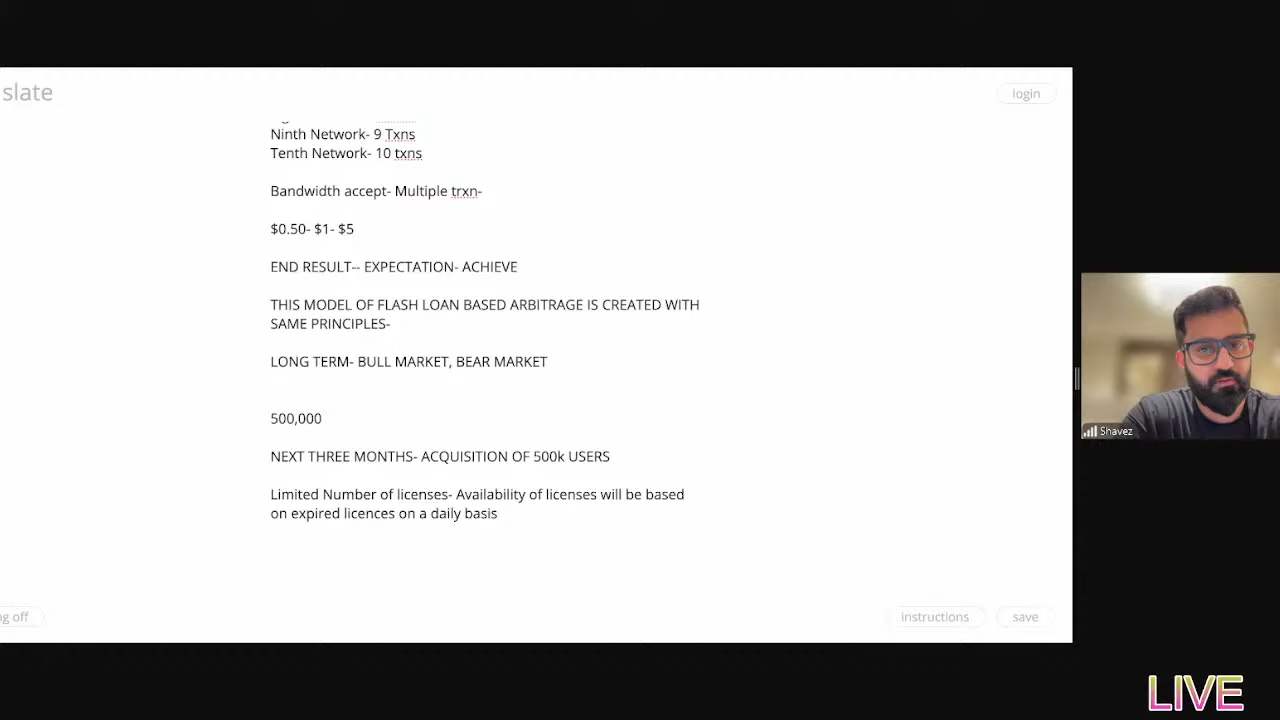 slate
login
Ninth Network- 9 Txns
Tenth Network- 10 txns
Bandwidth accept- Multiple trxn-
$0.50- $1- $5
END RESULT-- EXPECTATION- ACHIEVE
THIS MODEL OF FLASH LOAN BASED ARBITRAGE IS CREATED WITH
SAME PRINCIPLES-
LONG TERM- BULL MARKET, BEAR MARKET
500,000
NEXT THREE MONTHS- ACQUISITION OF 500k USERS
Limited Number of licenses- Availability of licenses will be based
on expired licences on a daily basis
Shavez
off
instructions
save
LIVE